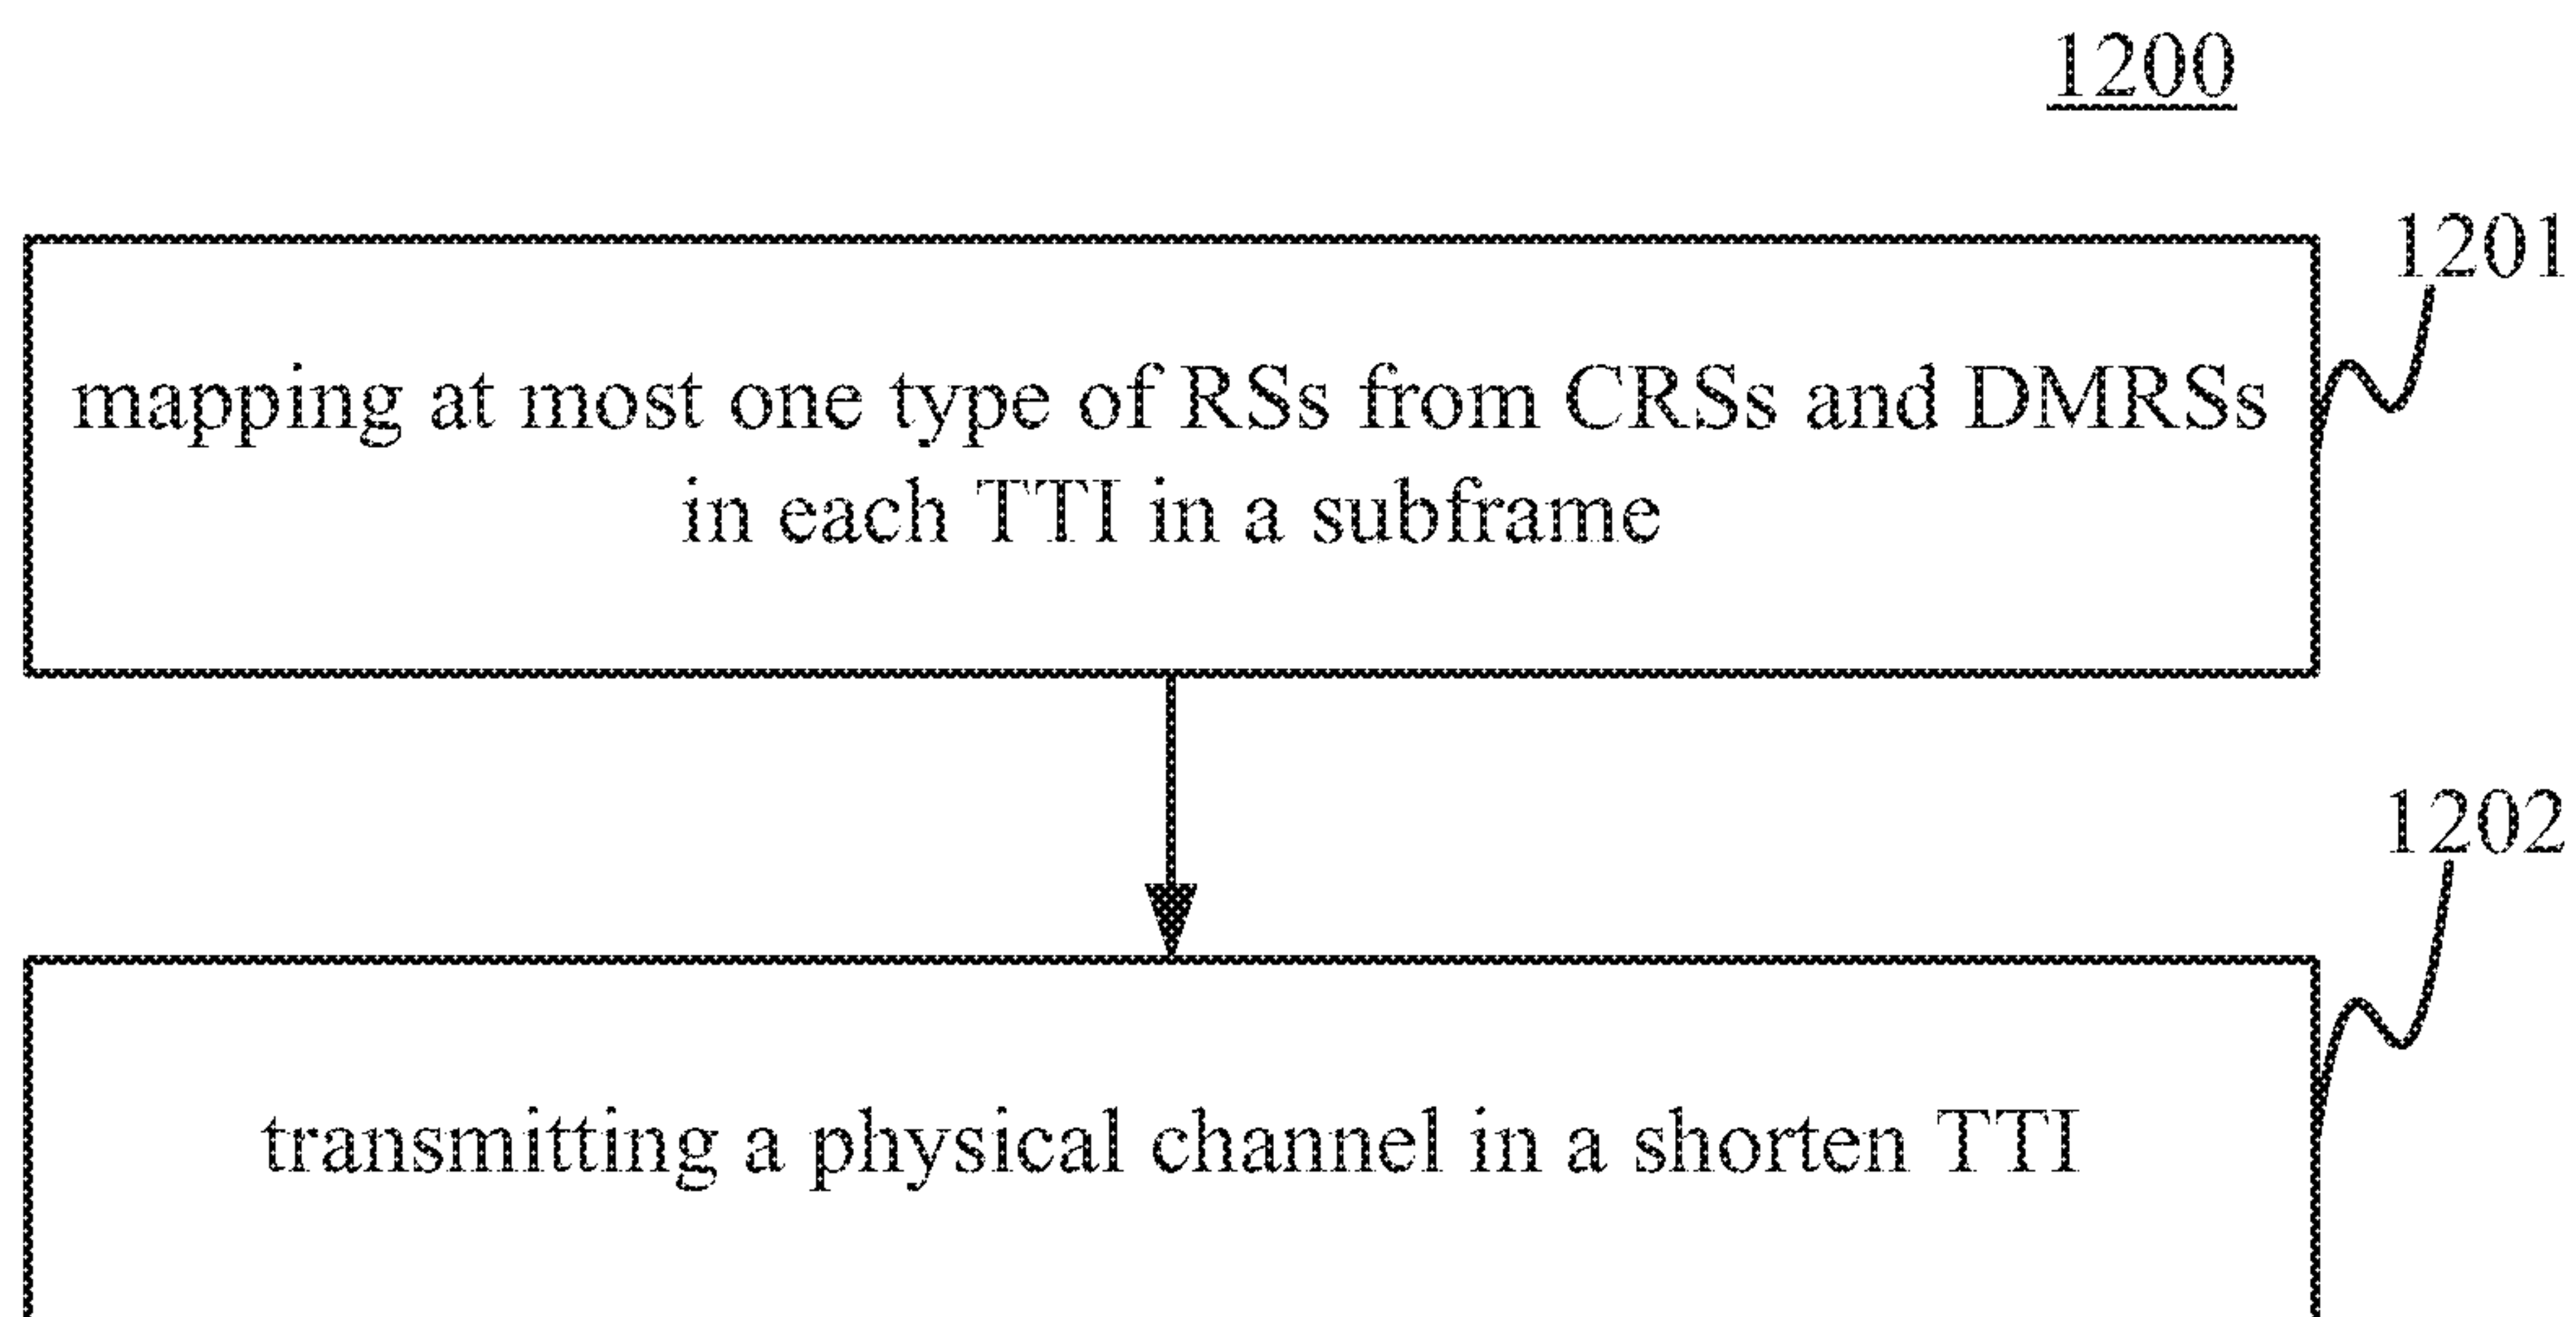 1200
1201
mapping at most one type of RSs from CRSs and DMRSs
in each TTI in a subframe
1202
transmitting a physical channel in a shorten TTI